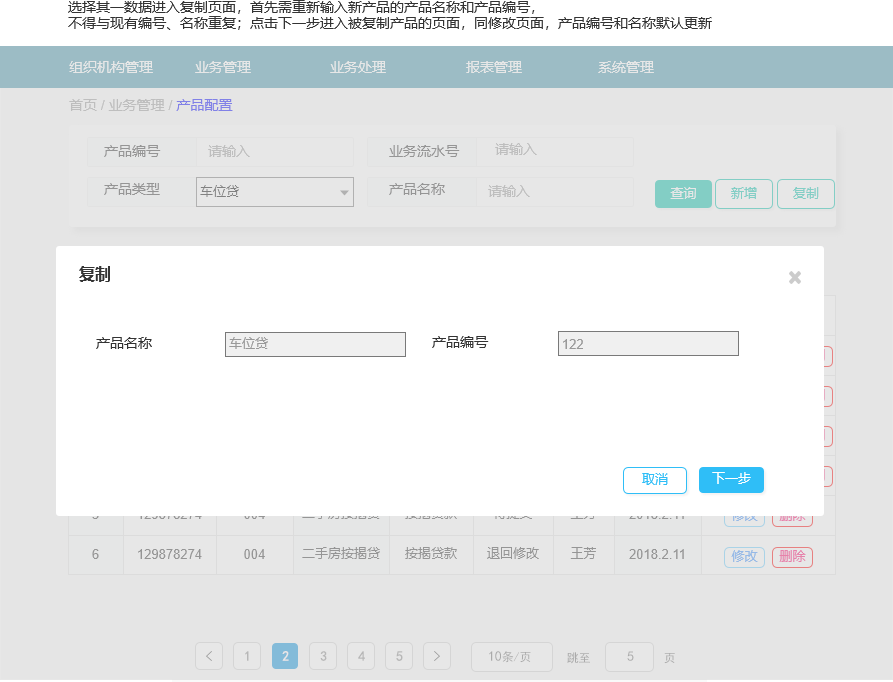 选择其一数据进入复制页面，首先需重新输入新产品的产品名称和产品编号，
不得与现有编号、名称重复；点击下一步进入被复制产品的页面，同修改页面，产品编号和名称默认更新
组织机构管理 业务管理 业务处理 报表管理 系统管理
首页 / 业务管理 / 产品配置
产品编号 请输入 业务流水号 请输入
产品类型 车位贷 产品名称 请输入 查询 新增 复制
复制
产品名称 车位贷 产品编号 122
取消 下一步
5 129878274 004 二手房按揭贷 按揭贷款 待提交 王芳 2018.2.11 修改 删除
6 129878274 004 二手房按揭贷 按揭贷款 退回修改 王芳 2018.2.11 修改 删除
1 2 3 4 5 10条/页 跳至 5 页